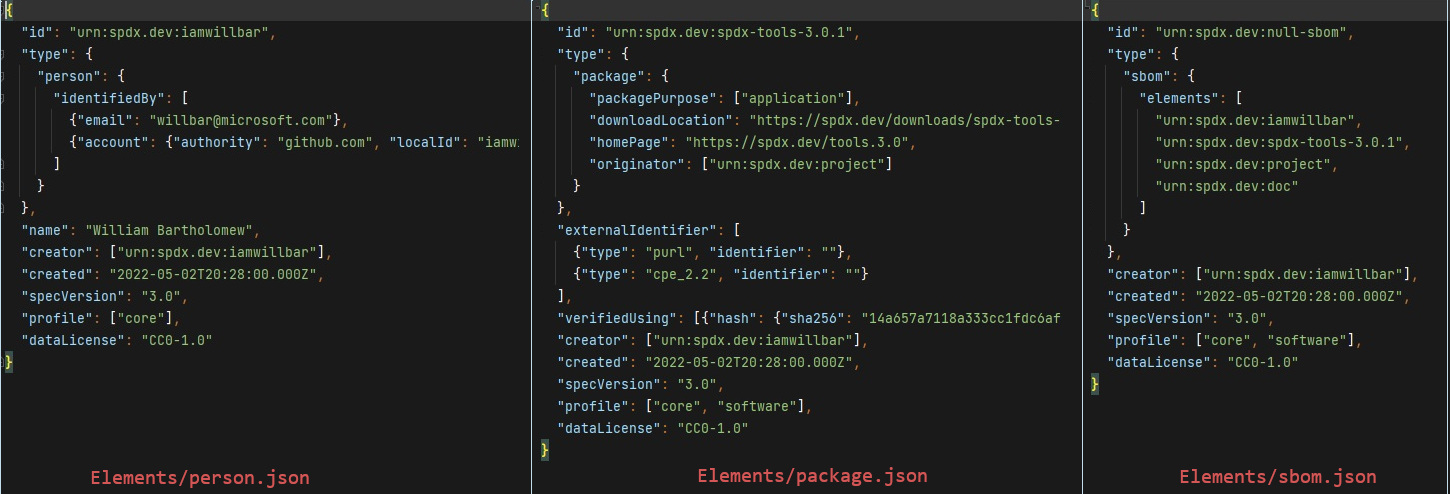 {
"id": "urn:spdx.dev:iamwillbar",
"type": {
"person": {
"identifiedBy": [
{"email": "willbar@microsoft.com"},
{"account": {"authority": "github.com", "localId": "iamwi
]
}
},
"name": "William Bartholomew",
"creator": ["urn:spdx.dev:iamwillbar"],
"created": "2022-05-02T20:28:00.000Z",
"specVersion": "3.0",
"profile": ["core"],
"dataLicense": "CC0-1.0"
}
Elements/person.json
{
"id": "urn:spdx.dev:spdx-tools-3.0.1",
"type": {
"package": {
"packagePurpose": ["application"],
"downloadLocation": "https://spdx.dev/downloads/spdx-tools-
"homePage": "https://spdx.dev/tools.3.0",
"originator": ["urn:spdx.dev:project"]
}
},
"externalIdentifier": [
{"type": "purl", "identifier": ""},
{"type": "cpe_2.2", "identifier": ""}
],
"verifiedUsing": [{"hash": {"sha256": "14a657a7118a333cc1fdc6af
"creator": ["urn:spdx.dev:iamwillbar"],
"created": "2022-05-02T20:28:00.000Z",
"specVersion": "3.0",
"profile": ["core", "software"],
"dataLicense": "CC0-1.0"
}
Elements/package.json
{
"id": "urn:spdx.dev:null-sbom",
"type": {
"sbom": {
"elements": [
"urn:spdx.dev:iamwillbar",
"urn:spdx.dev:spdx-tools-3.0.1",
"urn:spdx.dev:project",
"urn:spdx.dev:doc"
]
}
},
"creator": ["urn:spdx.dev:iamwillbar"],
"created": "2022-05-02T20:28:00.000Z",
"specVersion": "3.0",
"profile": ["core", "software"],
"dataLicense": "CC0-1.0"
}
Elements/sbom.json